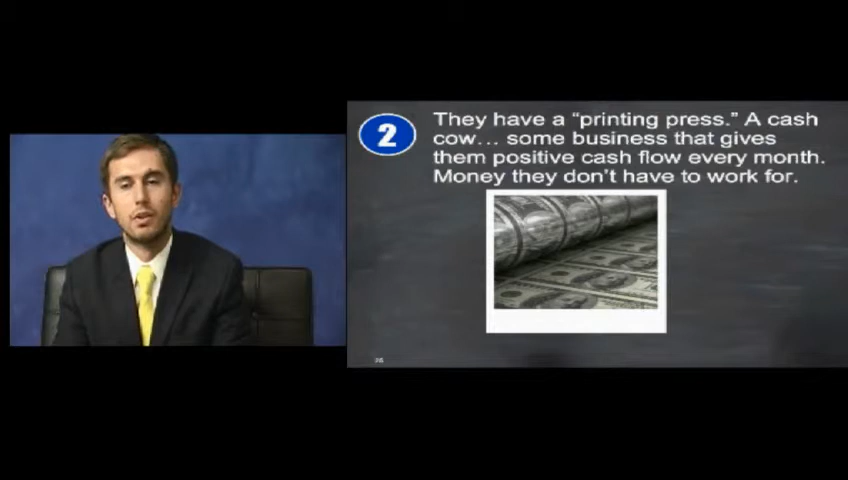 2
They have a “printing press.” A cash
cow... some business that gives
them positive cash flow every month.
Money they don't have to work for.